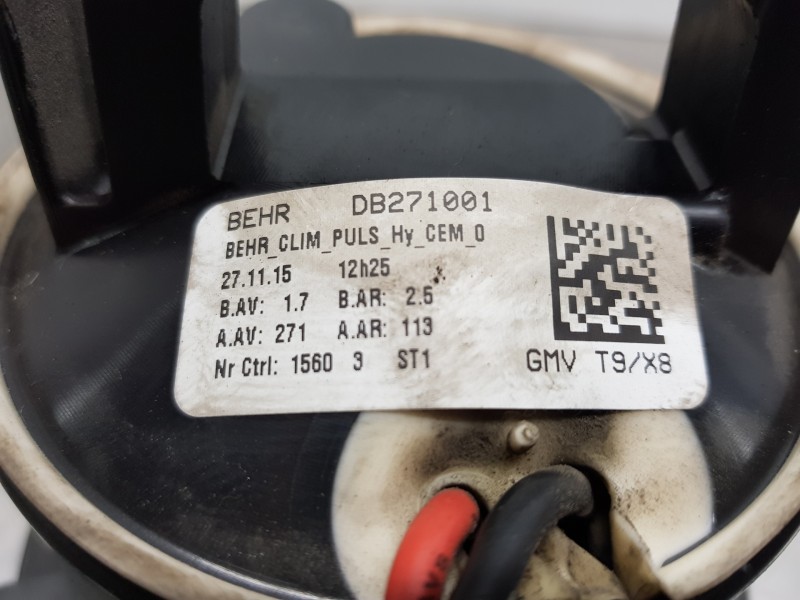 BEHR DB271001
BEHR_CLIM_PULS_Hy_CEM_0
27.11.15 12h25
B.AV: 1.7 B.AR: 2.5
A.AV: 271 A.AR: 113
Nr Ctrl: 1560 3 ST1
GMV T9/X8